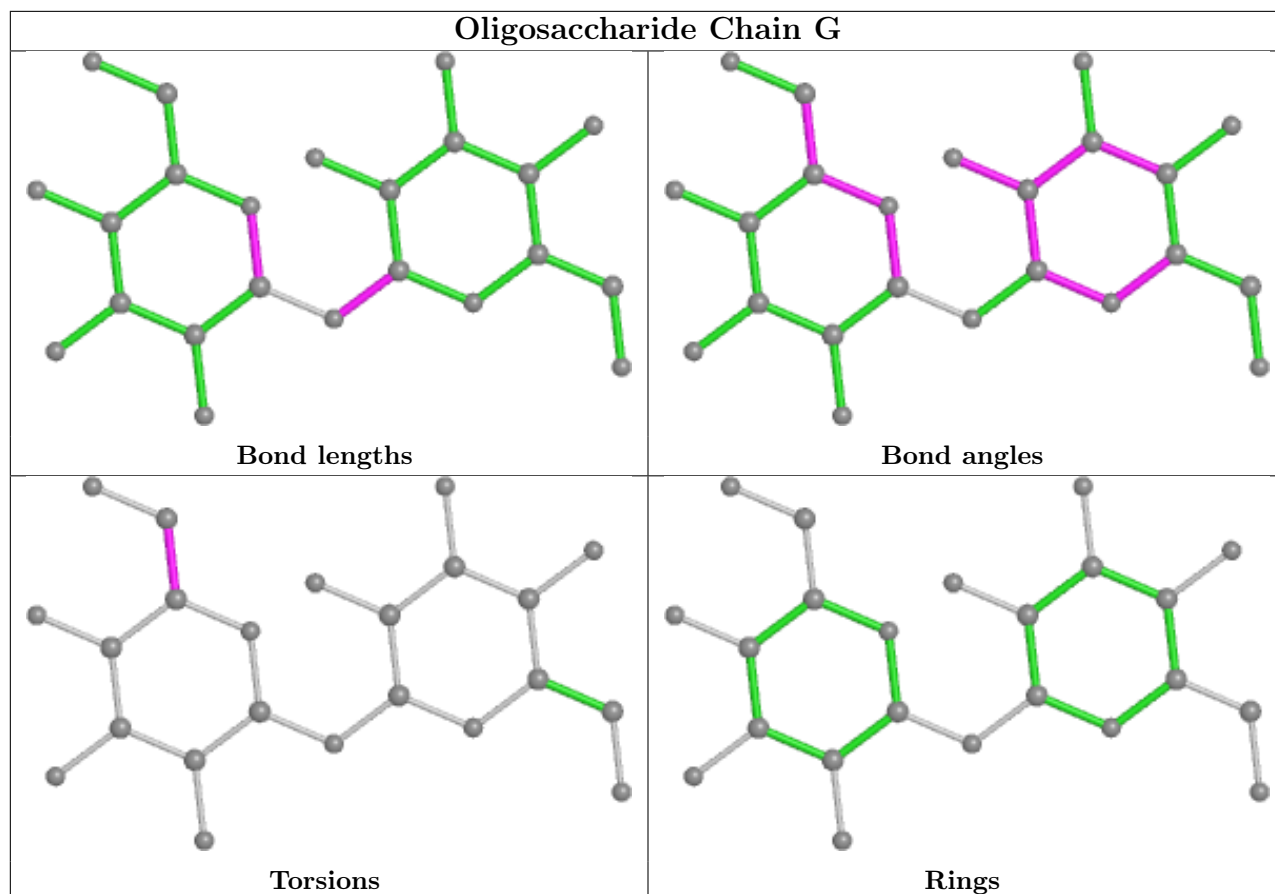 Oligosaccharide Chain G
Bond lengths
Bond angles
Torsions
Rings